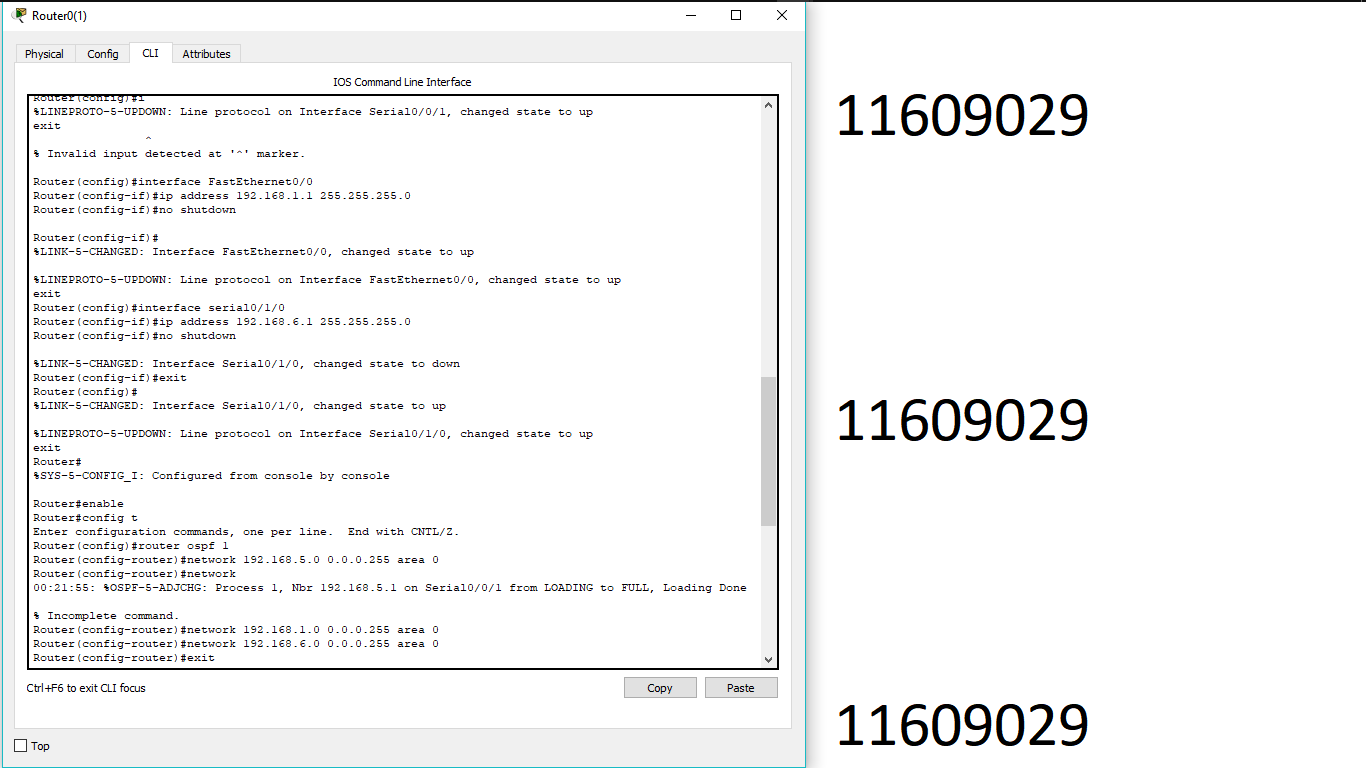 Router0(1)
Physical Config CLI Attributes
IOS Command Line Interface
Router(config)#i
%LINEPROTO-5-UPDOWN: Line protocol on Interface Serial0/0/1, changed state to up
exit
^
% Invalid input detected at '^' marker.
Router(config)#interface FastEthernet0/0
Router(config-if)#ip address 192.168.1.1 255.255.255.0
Router(config-if)#no shutdown
Router(config-if)#
%LINK-5-CHANGED: Interface FastEthernet0/0, changed state to up
%LINEPROTO-5-UPDOWN: Line protocol on Interface FastEthernet0/0, changed state to up
exit
Router(config)#interface serial0/1/0
Router(config-if)#ip address 192.168.6.1 255.255.255.0
Router(config-if)#no shutdown
%LINK-5-CHANGED: Interface Serial0/1/0, changed state to down
Router(config-if)#exit
Router(config)#
%LINK-5-CHANGED: Interface Serial0/1/0, changed state to up
%LINEPROTO-5-UPDOWN: Line protocol on Interface Serial0/1/0, changed state to up
exit
Router#
%SYS-5-CONFIG_I: Configured from console by console
Router#enable
Router#config t
Enter configuration commands, one per line.  End with CNTL/Z.
Router(config)#router ospf 1
Router(config-router)#network 192.168.5.0 0.0.0.255 area 0
Router(config-router)#network
00:21:55: %OSPF-5-ADJCHG: Process 1, Nbr 192.168.5.1 on Serial0/0/1 from LOADING to FULL, Loading Done
% Incomplete command.
Router(config-router)#network 192.168.1.0 0.0.0.255 area 0
Router(config-router)#network 192.168.6.0 0.0.0.255 area 0
Router(config-router)#exit
Ctrl+F6 to exit CLI focus
Copy Paste
Top
11609029
11609029
11609029